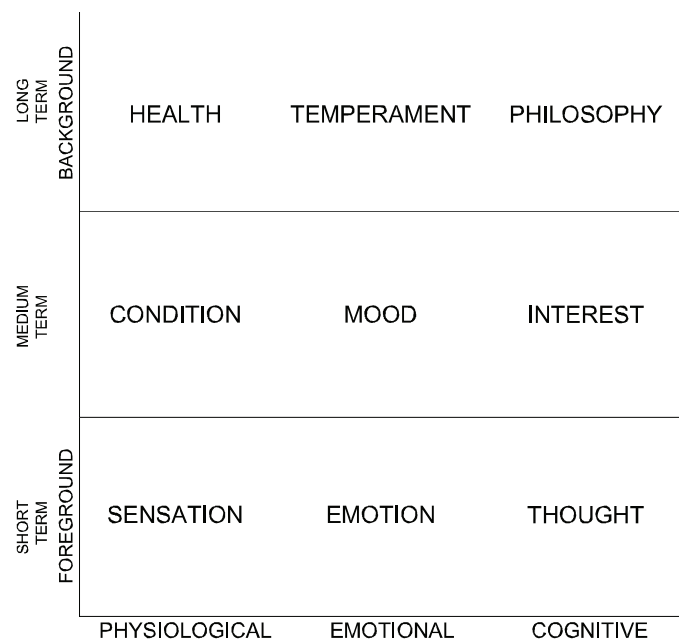 LONG
TERM
BACKGROUND
HEALTH TEMPERAMENT PHILOSOPHY
MEDIUM
TERM
CONDITION MOOD INTEREST
SHORT
TERM
FOREGROUND
SENSATION EMOTION THOUGHT
PHYSIOLOGICAL EMOTIONAL COGNITIVE